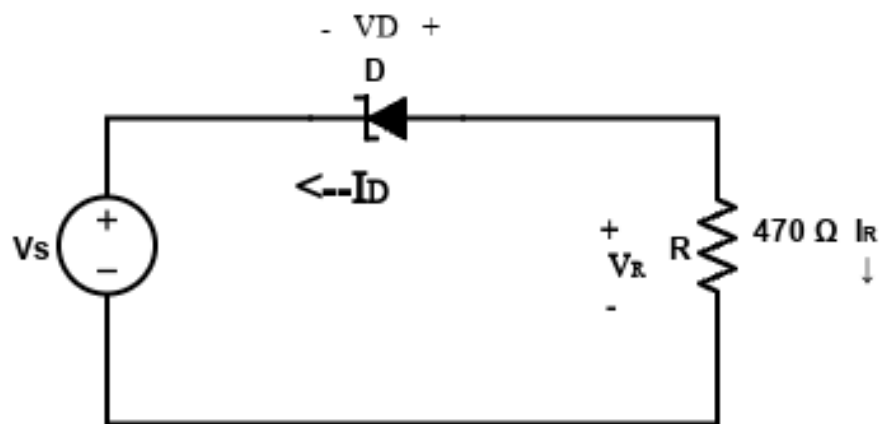 - VD +
D
<--ID
+
-
Vs
+
VR
-
R
470 Ω IR
↓